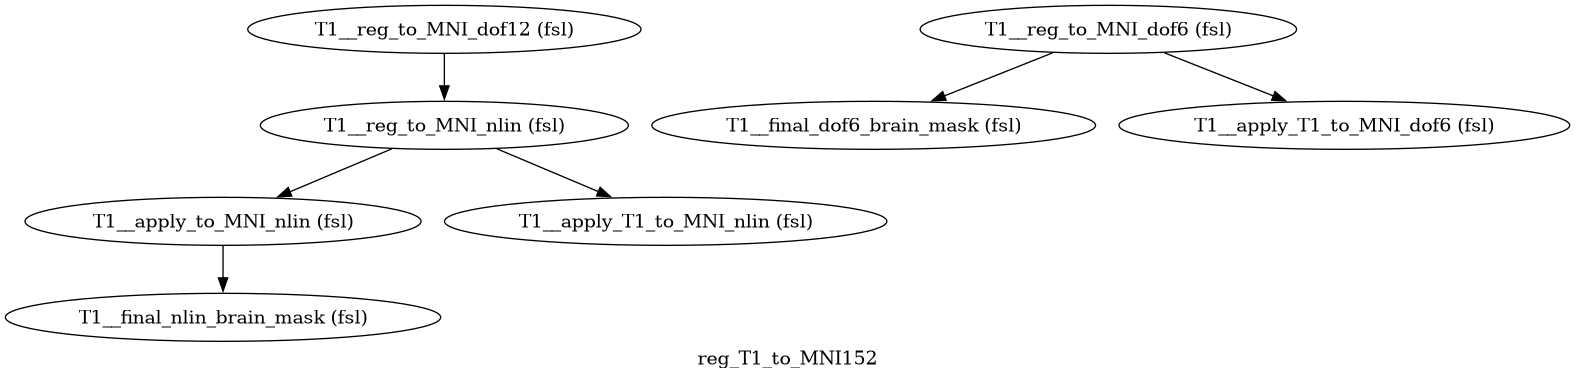 T1__reg_to_MNI_dof12 (fsl)
T1__reg_to_MNI_dof6 (fsl)
T1__reg_to_MNI_nlin (fsl)
T1__final_dof6_brain_mask (fsl)
T1__apply_T1_to_MNI_dof6 (fsl)
T1__apply_to_MNI_nlin (fsl)
T1__apply_T1_to_MNI_nlin (fsl)
T1__final_nlin_brain_mask (fsl)
reg_T1_to_MNI152